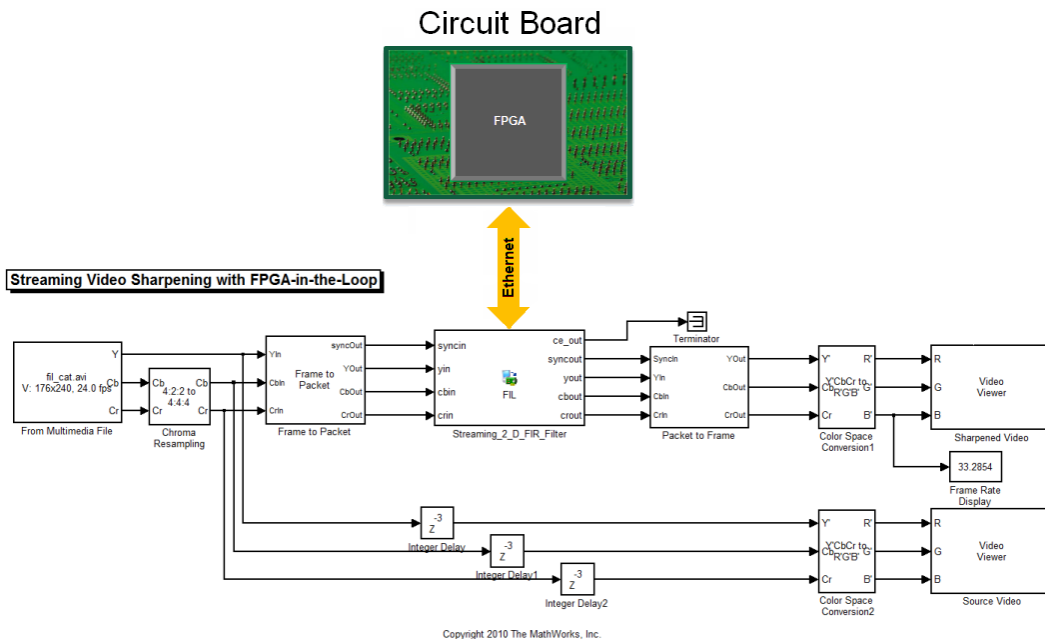 Circuit Board
FPGA
Ethernet
Streaming Video Sharpening with FPGA-in-the-Loop
fil_cat.avi
V: 176x240, 24.0 fps
Y
Cb
Cr
From Multimedia File
Cb
Cr
4:2:2 to
4:4:4
Cb
Cr
Chroma
Resampling
YIn
CbIn
CrIn
Frame to
Packet
syncOut
YOut
CbOut
CrOut
Frame to Packet
syncin
yin
cbin
crin
FIL
ce_out
syncout
yout
cbout
crout
Streaming_2_D_FIR_Filter
Terminator
SyncIn
YIn
CbIn
CrIn
YOut
CbOut
CrOut
Packet to Frame
Y'
Cb
Cr
Y'CbCr to
R'G'B'
R'
G'
B'
Color Space
Conversion1
R
G
B
Video
Viewer
Sharpened Video
33.2854
Frame Rate
Display
-3
Z
Integer Delay
-3
Z
Integer Delay1
-3
Z
Integer Delay2
Y'
Cb
Cr
Y'CbCr to
R'G'B'
R'
G'
B'
Color Space
Conversion2
R
G
B
Video
Viewer
Source Video
Copyright 2010 The MathWorks, Inc.